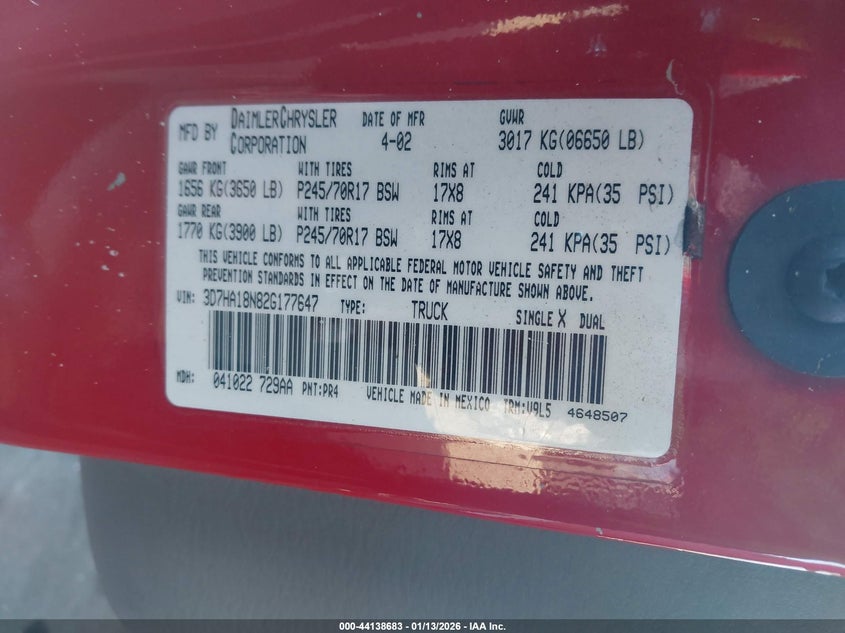 MFD BY DAIMLERCHRYSLER CORPORATION DATE OF MFR 4-02 GVWR 3017 KG(06650 LB)
GAWR FRONT WITH TIRES RIMS AT COLD
1656 KG(3650 LB) P245/70R17 BSW 17X8 241 KPA(35 PSI)
GAWR REAR WITH TIRES RIMS AT COLD
1770 KG(3900 LB) P245/70R17 BSW 17X8 241 KPA(35 PSI)
THIS VEHICLE CONFORMS TO ALL APPLICABLE FEDERAL MOTOR VEHICLE SAFETY AND THEFT
PREVENTION STANDARDS IN EFFECT ON THE DATE OF MANUFACTURE SHOWN ABOVE.
VIN: 3D7HA18N82G177647 TYPE: TRUCK SINGLE X DUAL
MDH: 041022 729AA PNT:PR4 VEHICLE MADE IN MEXICO TRM:V9L5 4648507
000-44138683 - 01/13/2026 - IAA Inc.